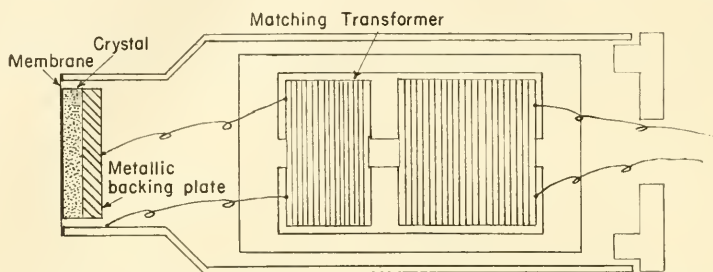 Matching Transformer
Crystal
Membrane
Metallic
backing plate